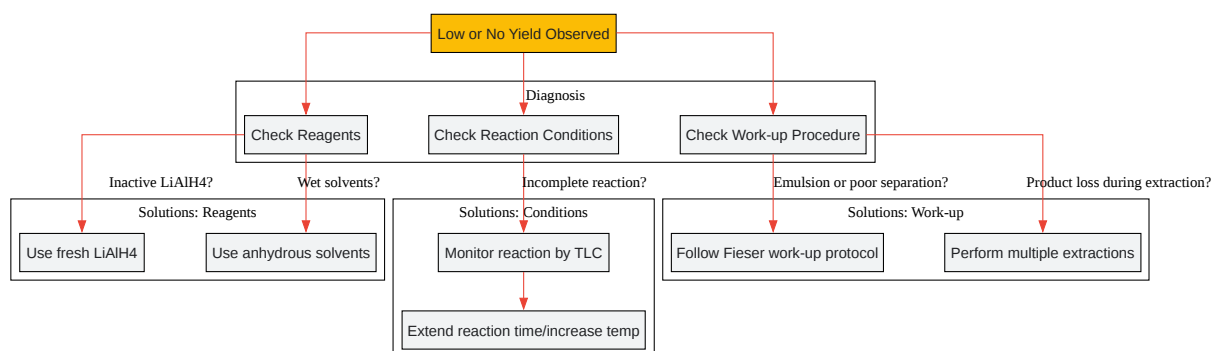 Low or No Yield Observed
Diagnosis
Check Reagents
Check Reaction Conditions
Check Work-up Procedure
Inactive LiAlH4?
Wet solvents?
Incomplete reaction?
Emulsion or poor separation?
Product loss during extraction?
Solutions: Reagents
Solutions: Conditions
Solutions: Work-up
Use fresh LiAlH4
Use anhydrous solvents
Monitor reaction by TLC
Follow Fieser work-up protocol
Perform multiple extractions
Extend reaction time/increase temp